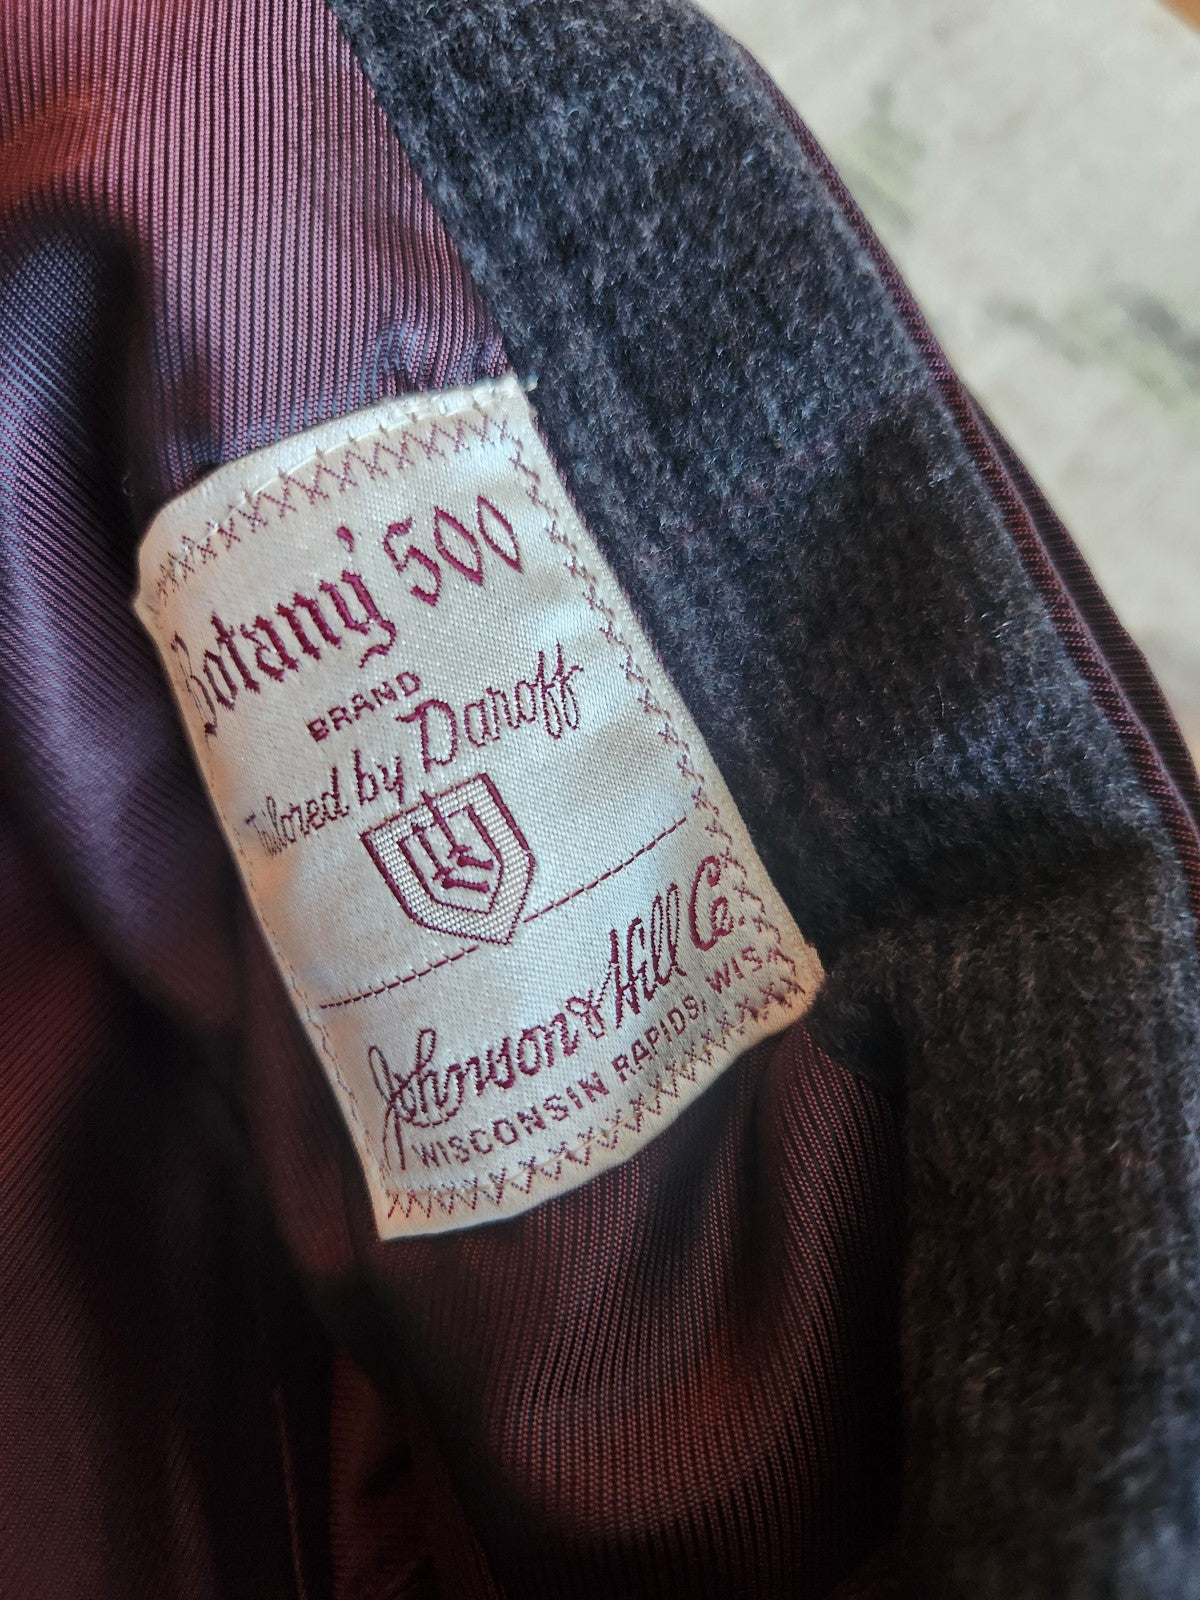 Botany '500'
BRAND
Tailored by Daroff
Johnson & Hill Co.
WISCONSIN RAPIDS, WIS.